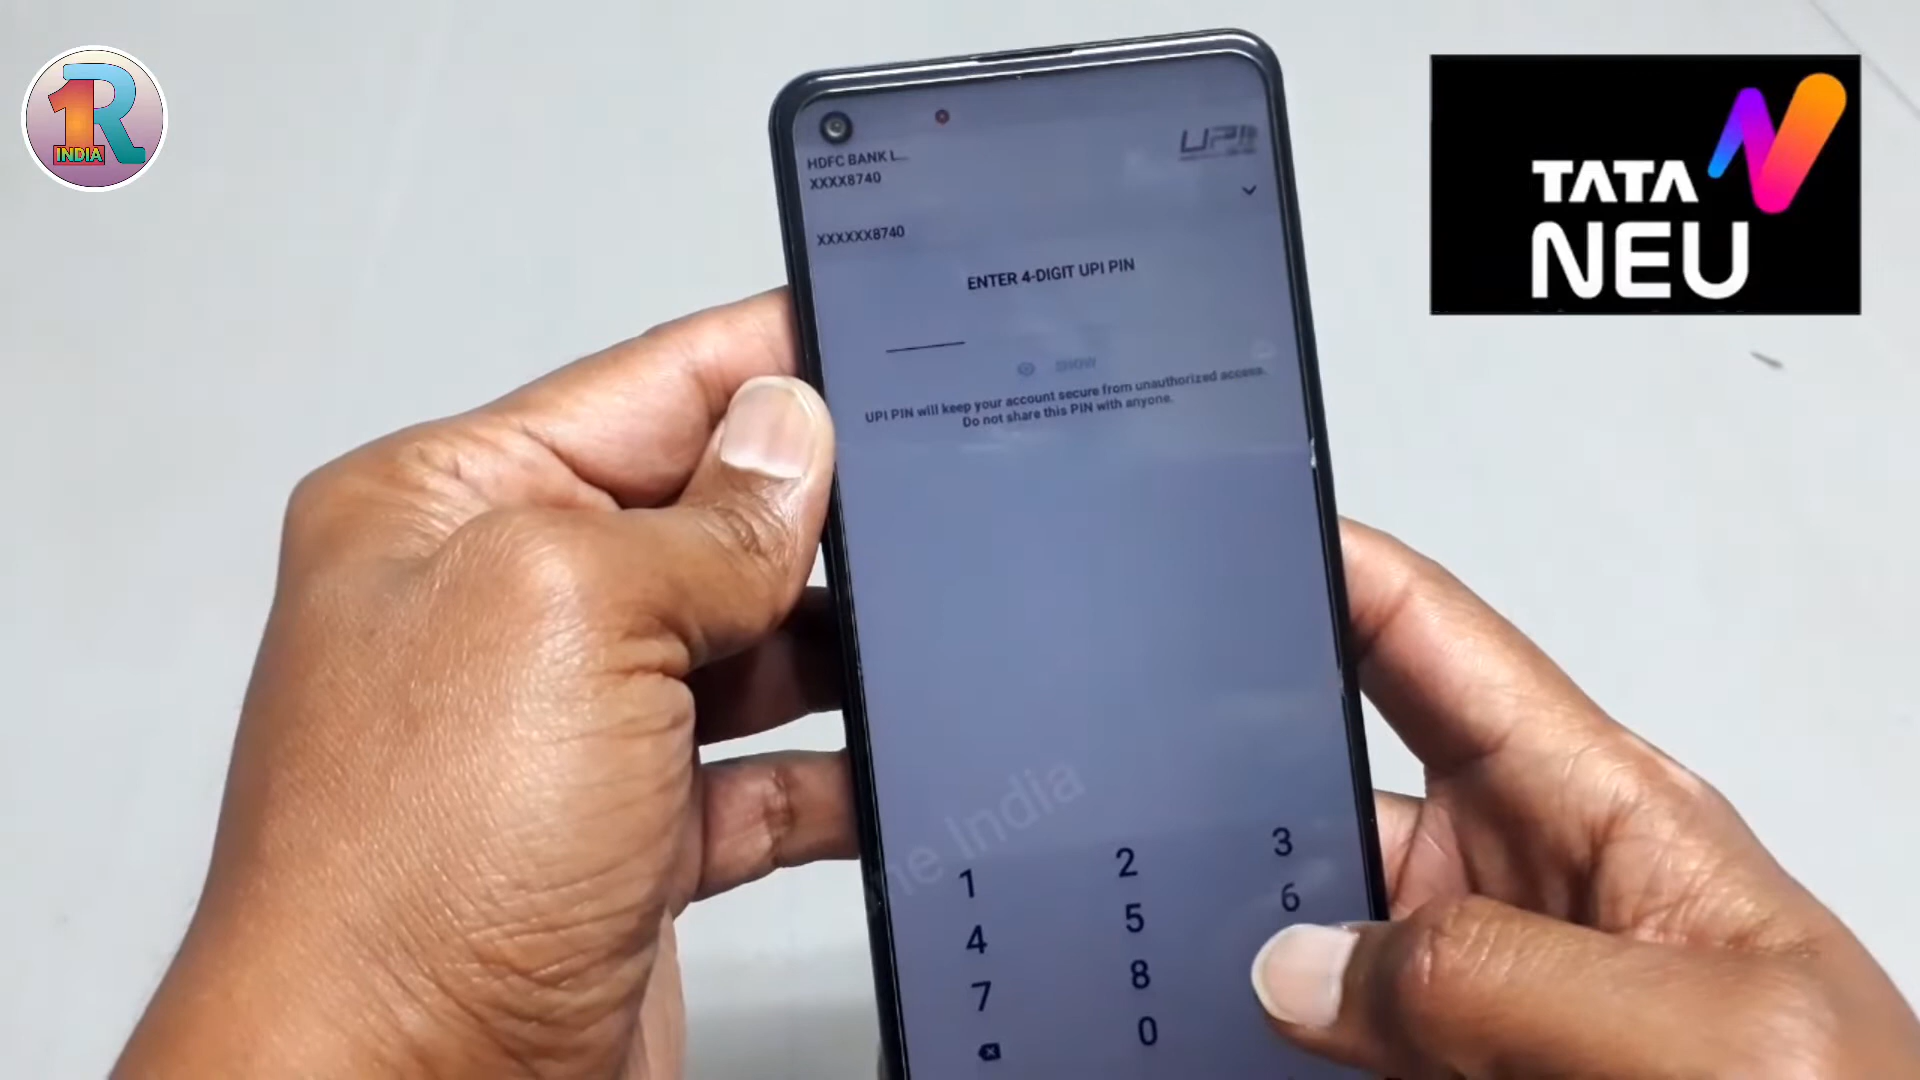 1R
INDIA
TATA
NEU
HDFC BANK L...
XXXX8740
UPI
XXXXXX8740
ENTER 4-DIGIT UPI PIN
SHOW
UPI PIN will keep your account secure from unauthorized access.
Do not share this PIN with anyone.
ne India
1 2 3
4 5 6
7 8
0